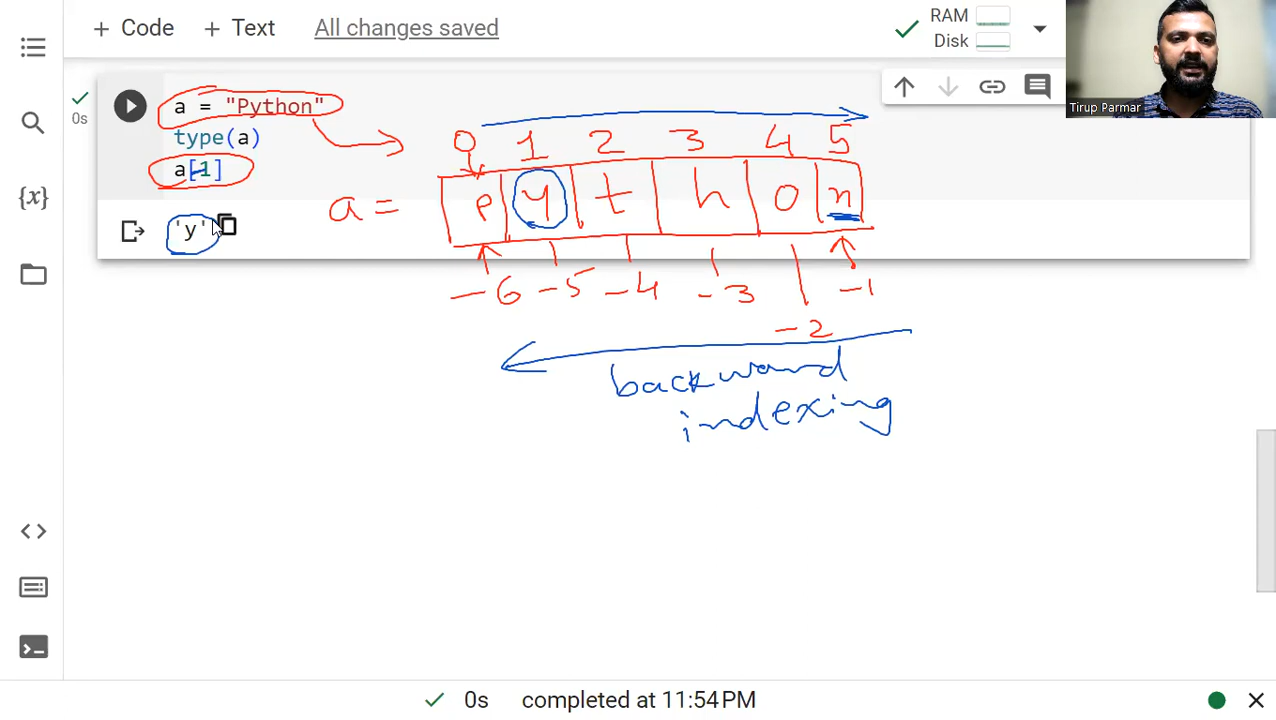 + Code + Text All changes saved
RAM
Disk
Tirup Parmar
0s
a = "Python"
type(a)
a[1]
'y'
0 1 2 3 4 5
a = P y t h o n
-6 -5 -4 -3 -2 -1
backward
indexing
{x}
0s completed at 11:54 PM